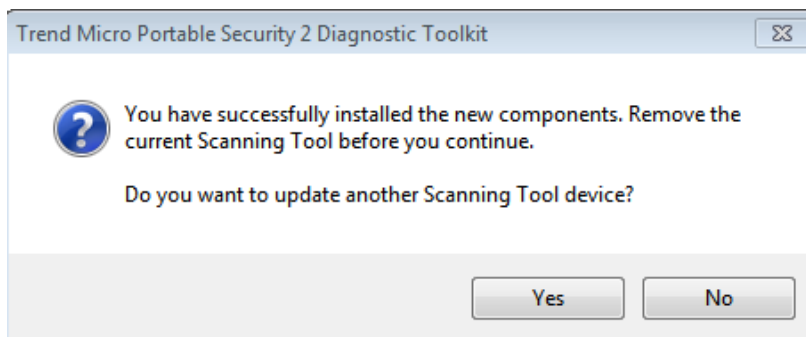 Trend Micro Portable Security 2 Diagnostic Toolkit
You have successfully installed the new components. Remove the
current Scanning Tool before you continue.
Do you want to update another Scanning Tool device?
Yes
No